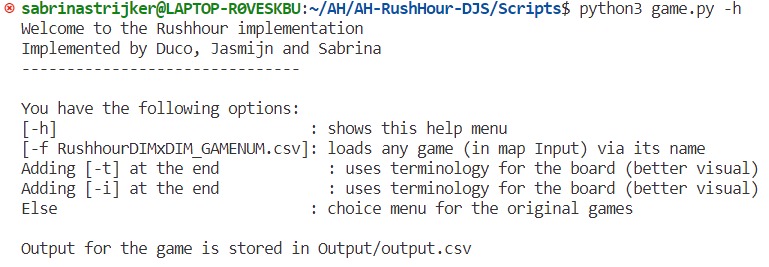 sabrinastrijker@LAPTOP-R0VESKBU:~/AH/AH-RushHour-DJS/Scripts$ python3 game.py -h
Welcome to the Rushhour implementation
Implemented by Duco, Jasmijn and Sabrina
------------------------------

You have the following options:
[-h]                             : shows this help menu
[-f RushhourDIMxDIM_GAMENUM.csv]: loads any game (in map Input) via its name
Adding [-t] at the end             : uses terminology for the board (better visual)
Adding [-i] at the end             : uses terminology for the board (better visual)
Else                             : choice menu for the original games

Output for the game is stored in Output/output.csv